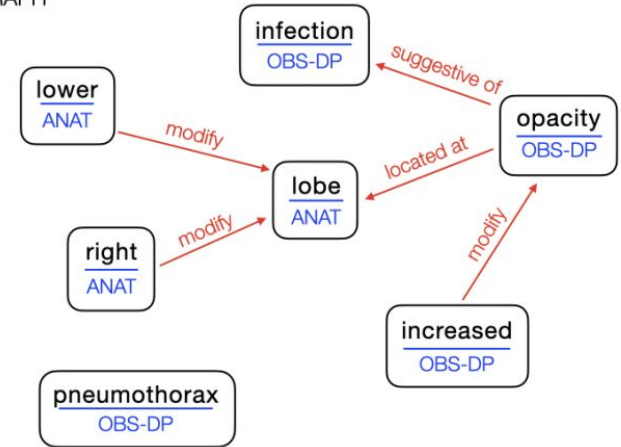 infection
OBS-DP
suggestive of
lower
ANAT
opacity
OBS-DP
modify
located at
lobe
ANAT
modify
right
ANAT
modify
increased
OBS-DP
pneumothorax
OBS-DP